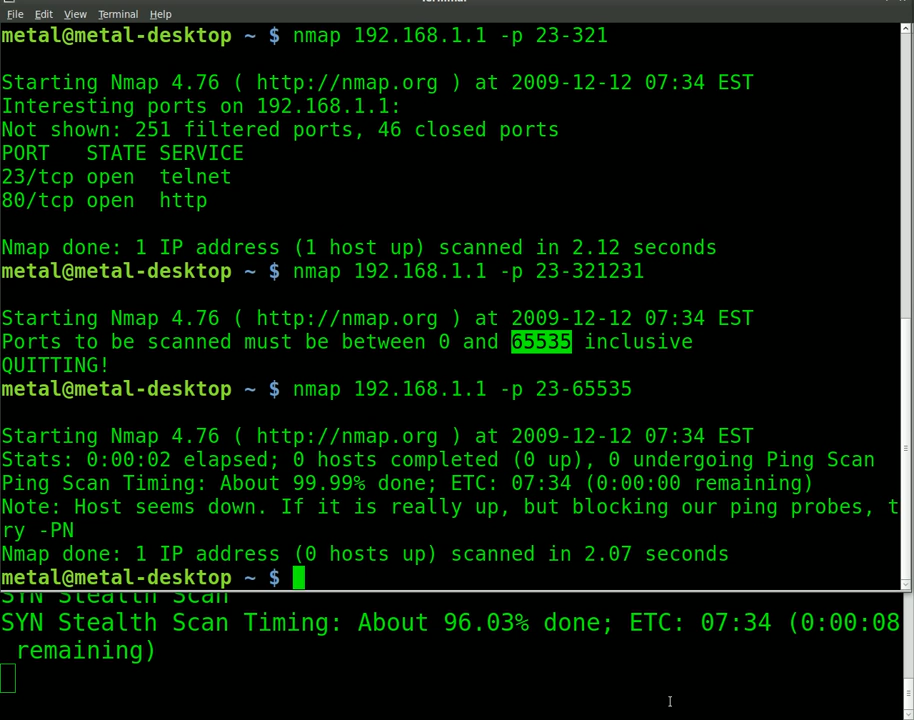 Terminal
File Edit View Terminal Help
metal@metal-desktop ~ $ nmap 192.168.1.1 -p 23-321
Starting Nmap 4.76 ( http://nmap.org ) at 2009-12-12 07:34 EST
Interesting ports on 192.168.1.1:
Not shown: 251 filtered ports, 46 closed ports
PORT   STATE SERVICE
23/tcp open  telnet
80/tcp open  http
Nmap done: 1 IP address (1 host up) scanned in 2.12 seconds
metal@metal-desktop ~ $ nmap 192.168.1.1 -p 23-321231
Starting Nmap 4.76 ( http://nmap.org ) at 2009-12-12 07:34 EST
Ports to be scanned must be between 0 and 65535 inclusive
QUITTING!
metal@metal-desktop ~ $ nmap 192.168.1.1 -p 23-65535
Starting Nmap 4.76 ( http://nmap.org ) at 2009-12-12 07:34 EST
Stats: 0:00:02 elapsed; 0 hosts completed (0 up), 0 undergoing Ping Scan
Ping Scan Timing: About 99.99% done; ETC: 07:34 (0:00:00 remaining)
Note: Host seems down. If it is really up, but blocking our ping probes, t
ry -PN
Nmap done: 1 IP address (0 hosts up) scanned in 2.07 seconds
metal@metal-desktop ~ $
SYN Stealth Scan
SYN Stealth Scan Timing: About 96.03% done; ETC: 07:34 (0:00:08
remaining)